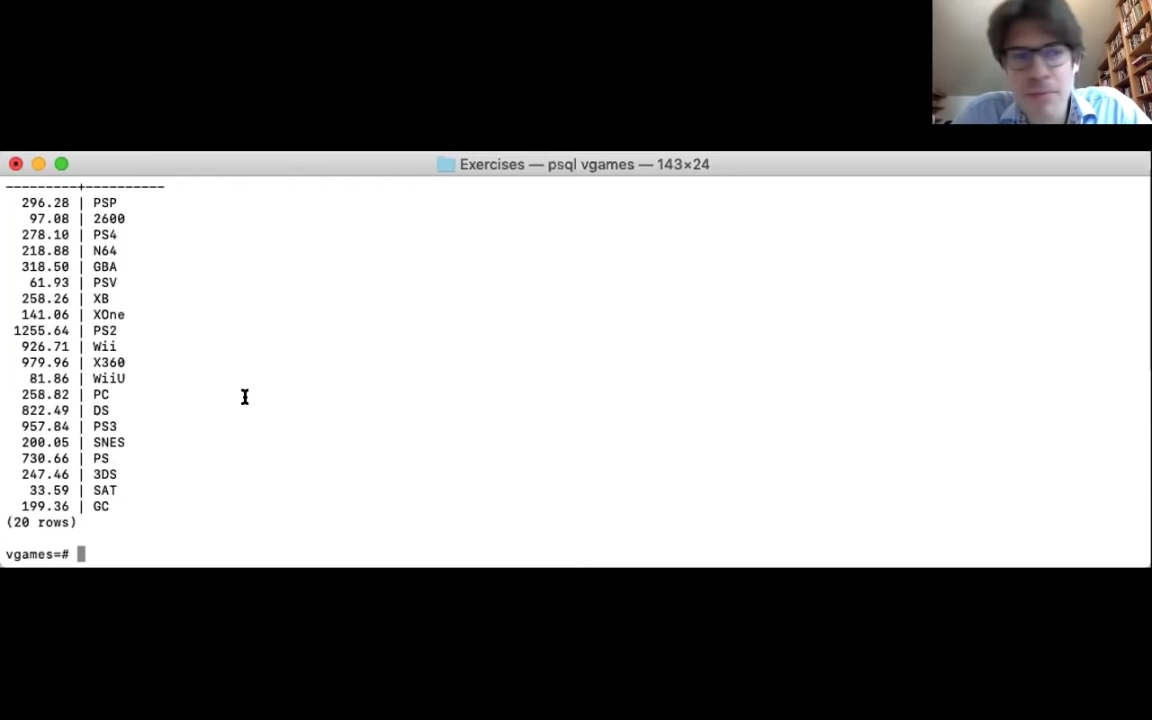 Exercises — psql vgames — 143×24
---------+----------
296.28 | PSP
97.08 | 2600
278.10 | PS4
218.88 | N64
318.50 | GBA
61.93 | PSV
258.26 | XB
141.06 | XOne
1255.64 | PS2
926.71 | Wii
979.96 | X360
81.86 | WiiU
258.82 | PC
822.49 | DS
957.84 | PS3
200.05 | SNES
730.66 | PS
247.46 | 3DS
33.59 | SAT
199.36 | GC
(20 rows)
vgames=#